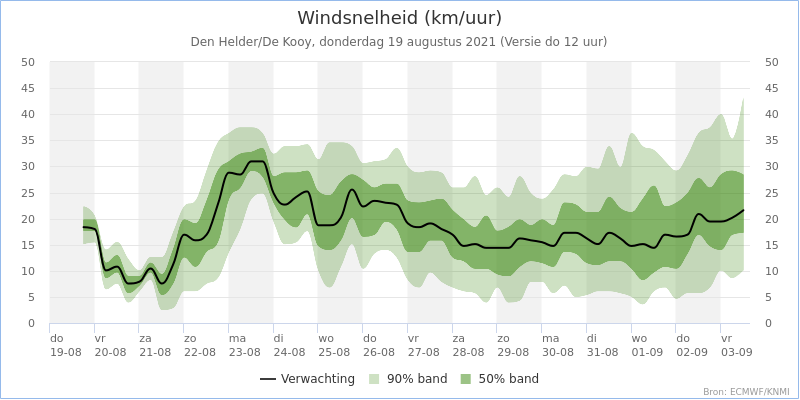 Windsnelheid (km/uur)
Den Helder/De Kooy, donderdag 19 augustus 2021 (Versie do 12 uur)
50 50
45 45
40 40
35 35
30 30
25 25
20 20
15 15
10 10
5 5
0 0
do vr za zo ma di wo do vr za zo ma di wo do vr
19-08 20-08 21-08 22-08 23-08 24-08 25-08 26-08 27-08 28-08 29-08 30-08 31-08 01-09 02-09 03-09
Verwachting 90% band 50% band
Bron: ECMWF/KNMI